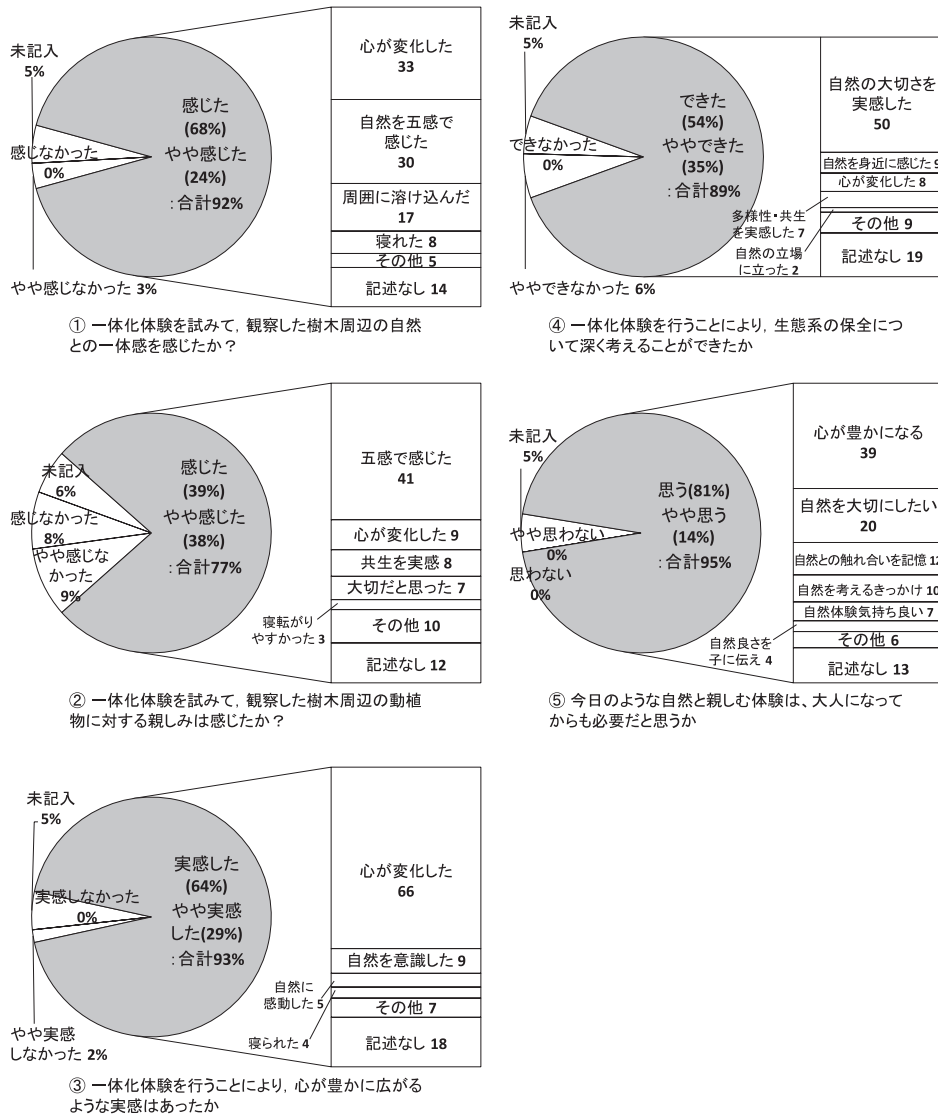 未記入
5%
感じなかった
0%
感じた
(68%)
やや感じた
(24%)
:合計92%
やや感じなかった 3%
心が変化した
33
自然を五感で
感じた
30
周囲に溶け込んだ
17
寝れた 8
その他 5
記述なし 14
① 一体化体験を試みて，観察した樹木周辺の自然
との一体感を感じたか？
未記入
6%
感じなかった
8%
やや感じな
かった
9%
感じた
(39%)
やや感じた
(38%)
:合計77%
五感で感じた
41
心が変化した 9
共生を実感 8
大切だと思った 7
寝転がり
やすかった 3
その他 10
記述なし 12
② 一体化体験を試みて，観察した樹木周辺の動植
物に対する親しみは感じたか？
未記入
5%
実感しなかった
0%
実感した
(64%)
やや実感
した(29%)
:合計93%
やや実感
しなかった 2%
心が変化した
66
自然を意識した 9
自然に
感動した 5
寝られた 4
その他 7
記述なし 18
③ 一体化体験を行うことにより，心が豊かに広がる
ような実感はあったか
未記入
5%
できなかった
0%
できた
(54%)
ややできた
(35%)
:合計89%
ややできなかった 6%
自然の大切さを
実感した
50
自然を身近に感じた 9
心が変化した 8
多様性・共生
を実感した 7
自然の立場
に立った 2
その他 9
記述なし 19
④ 一体化体験を行うことにより，生態系の保全につ
いて深く考えることができたか
未記入
5%
やや思わない
0%
思わない
0%
思う(81%)
やや思う
(14%)
:合計95%
心が豊かになる
39
自然を大切にしたい
20
自然との触れ合いを記憶 12
自然を考えるきっかけ 10
自然体験気持ち良い 7
自然良さを
子に伝え 4
その他 6
記述なし 13
⑤ 今日のような自然と親しむ体験は、大人になって
からも必要だと思うか